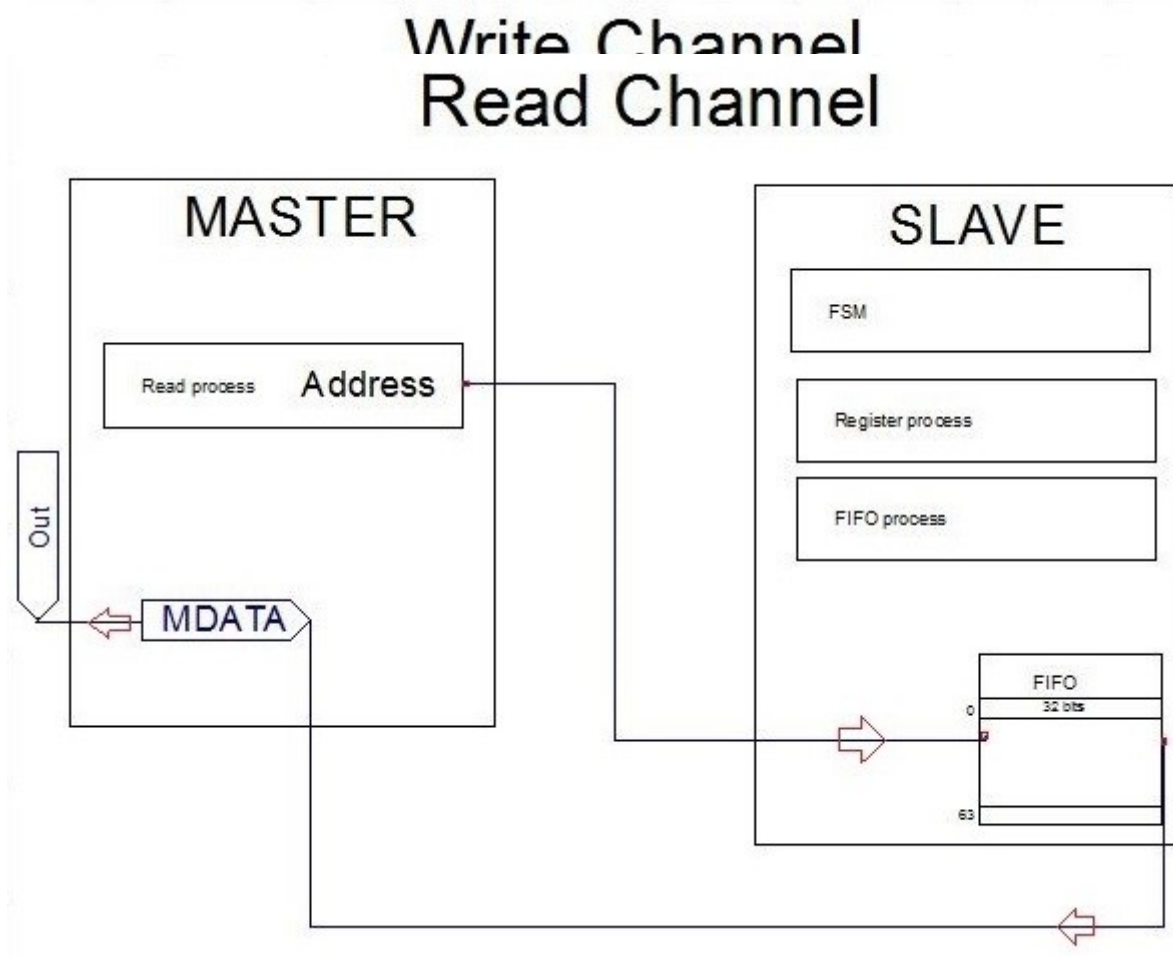 Write Channel
Read Channel
MASTER
SLAVE
FSM
Read process Address
Register process
Out
FIFO process
MDATA
FIFO
0
32 bits
63